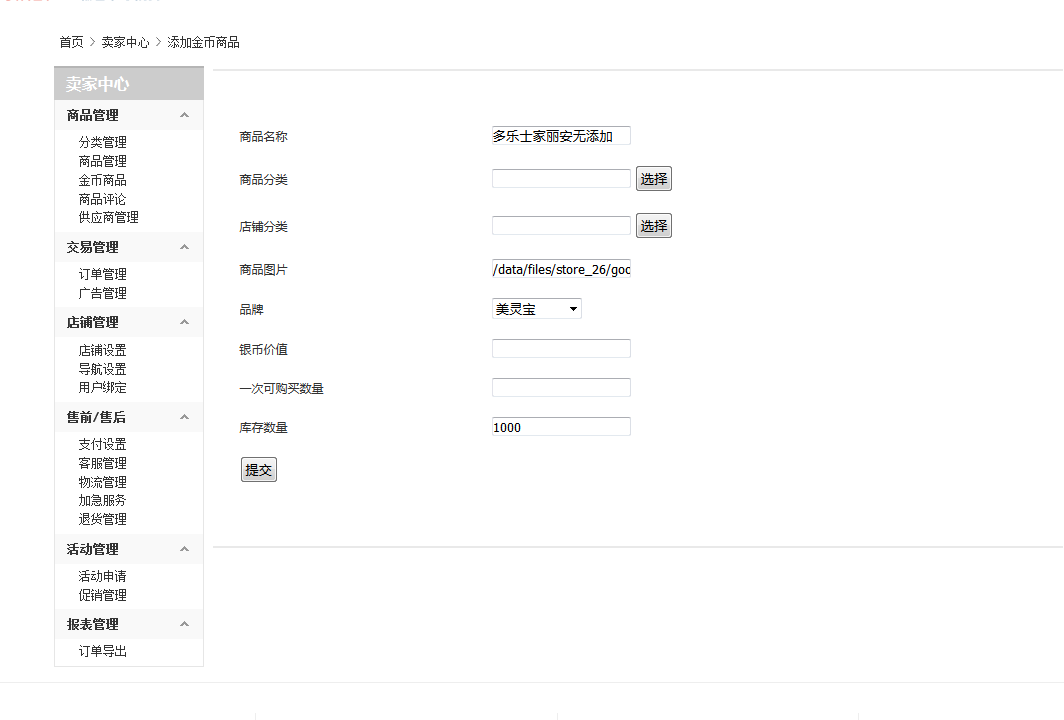 首页 > 卖家中心 > 添加金币商品
卖家中心
商品管理
分类管理
商品管理
金币商品
商品评论
供应商管理
交易管理
订单管理
广告管理
店铺管理
店铺设置
导航设置
用户绑定
售前/售后
支付设置
客服管理
物流管理
加急服务
退货管理
活动管理
活动申请
促销管理
报表管理
订单导出
商品名称 多乐士家丽安无添加
商品分类 选择
店铺分类 选择
商品图片 /data/files/store_26/goo
品牌 美灵宝
银币价值
一次可购买数量
库存数量 1000
提交